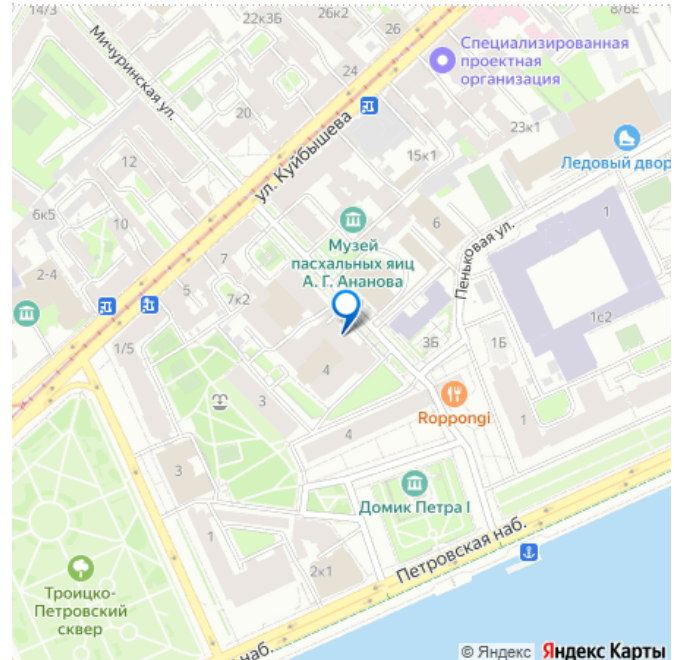 14/3
22к3Б
26к2
8/6Е
Мичуринская ул.
24
Специализированная
проектная
организация
20
23к1
ул. Куйбышева
15к1
12
Ледовый двор
6к5
10
6
1
Музей
пасхальных яиц
А. Г. Ананова
Пеньковая ул.
7
2-4
5
7к2
1с2
1/5
3Б
1Б
4
3
Roppongi
1
4
3
Домик Петра I
1
Петровская наб.
2к1
Троицко-
Петровский
сквер
наб.
© Яндекс Яндекс Карты